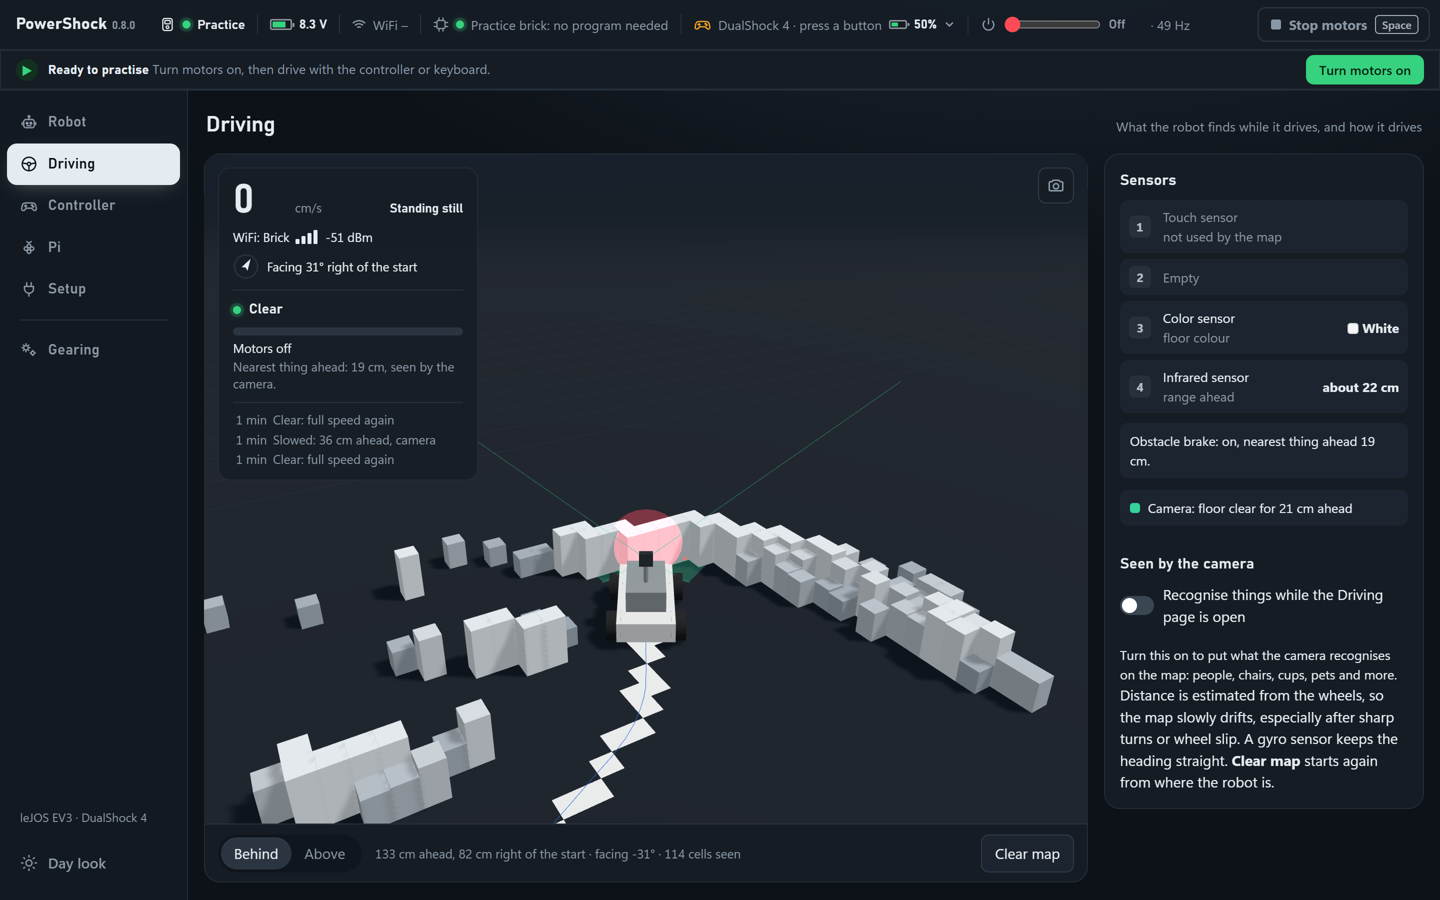 PowerShock 0.8.0
Practice
8.3 V
WiFi –
Practice brick: no program needed
DualShock 4 · press a button
50%
Off
· 49 Hz
Stop motors
Space
Ready to practise Turn motors on, then drive with the controller or keyboard.
Turn motors on
Robot
Driving
Controller
Pi
Setup
Gearing
leJOS EV3 · DualShock 4
Day look
Driving
What the robot finds while it drives, and how it drives
0 cm/s
Standing still
WiFi: Brick -51 dBm
Facing 31° right of the start
Clear
Motors off
Nearest thing ahead: 19 cm, seen by the
camera.
1 min Clear: full speed again
1 min Slowed: 36 cm ahead, camera
1 min Clear: full speed again
Behind
Above
133 cm ahead, 82 cm right of the start · facing -31° · 114 cells seen
Clear map
Sensors
1
Touch sensor
not used by the map
2
Empty
3
Color sensor
floor colour
White
4
Infrared sensor
range ahead
about 22 cm
Obstacle brake: on, nearest thing ahead 19
cm.
Camera: floor clear for 21 cm ahead
Seen by the camera
Recognise things while the Driving
page is open
Turn this on to put what the camera recognises
on the map: people, chairs, cups, pets and more.
Distance is estimated from the wheels, so
the map slowly drifts, especially after sharp
turns or wheel slip. A gyro sensor keeps the
heading straight. Clear map starts again
from where the robot is.